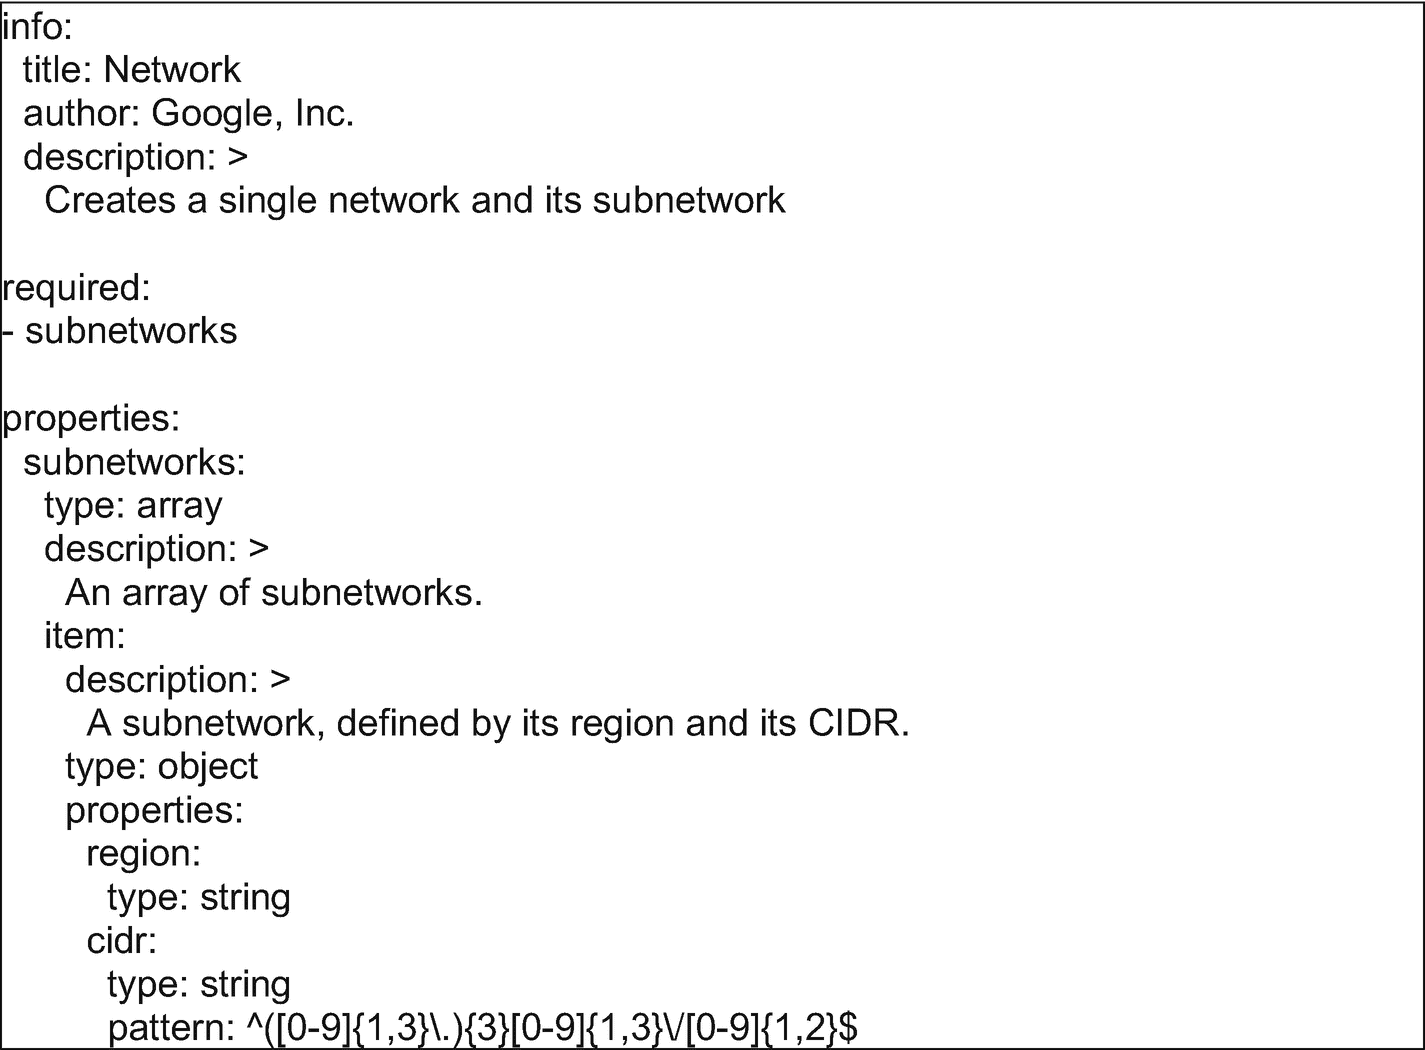 info:
  title: Network
  author: Google, Inc.
  description: >
    Creates a single network and its subnetwork

required:
- subnetworks

properties:
  subnetworks:
    type: array
    description: >
      An array of subnetworks.
    item:
      description: >
        A subnetwork, defined by its region and its CIDR.
      type: object
      properties:
        region:
          type: string
        cidr:
          type: string
          pattern: ^([0-9]{1,3}\.){3}[0-9]{1,3}\/[0-9]{1,2}$